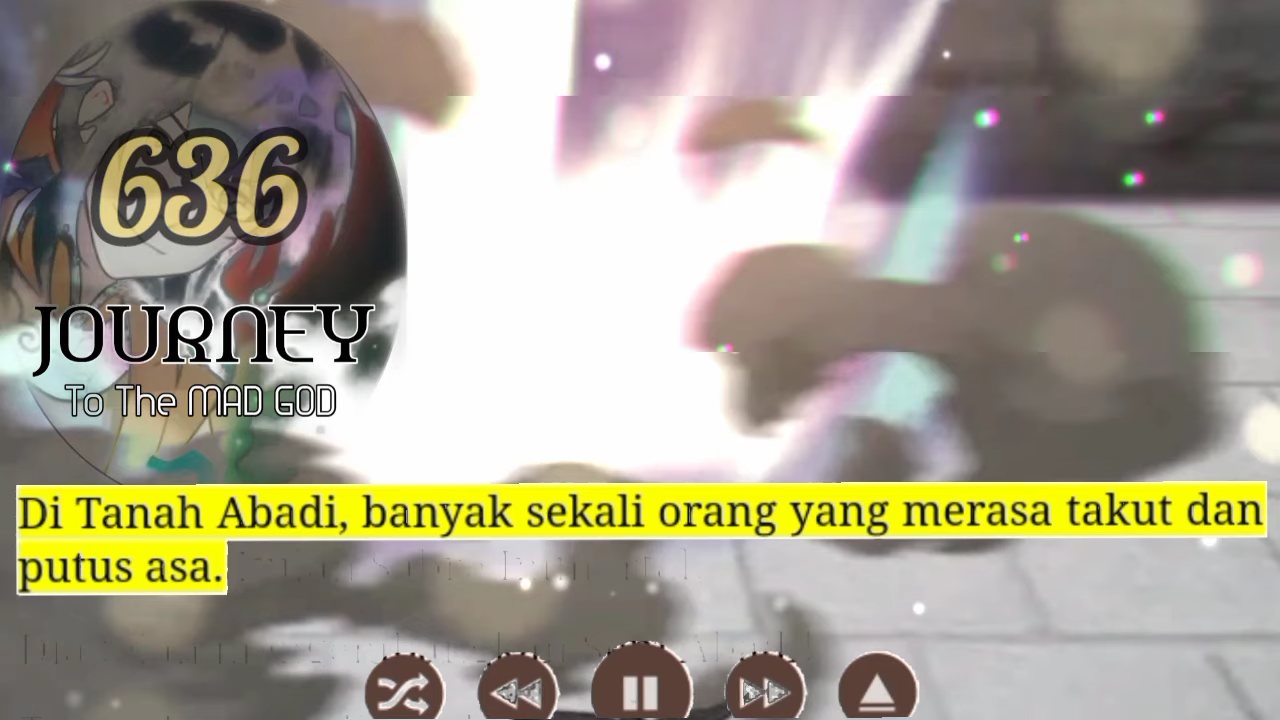 636
JOURNEY
To The MAD GOD
Di Tanah Abadi, banyak sekali orang yang merasa takut dan
putus asa.